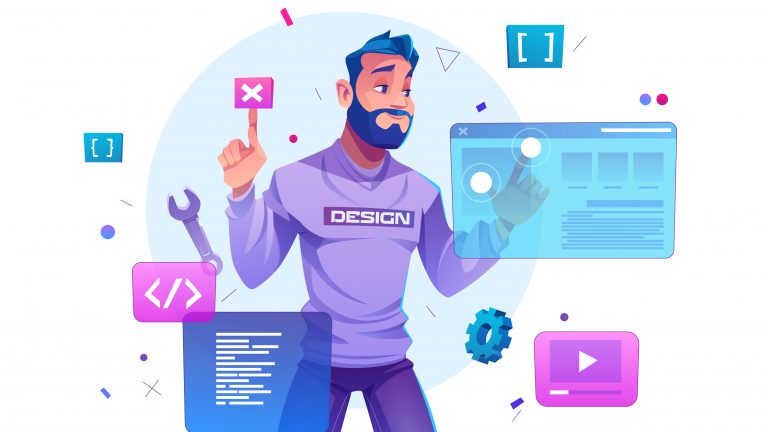 [ ]
{ }
DESIGN
</>